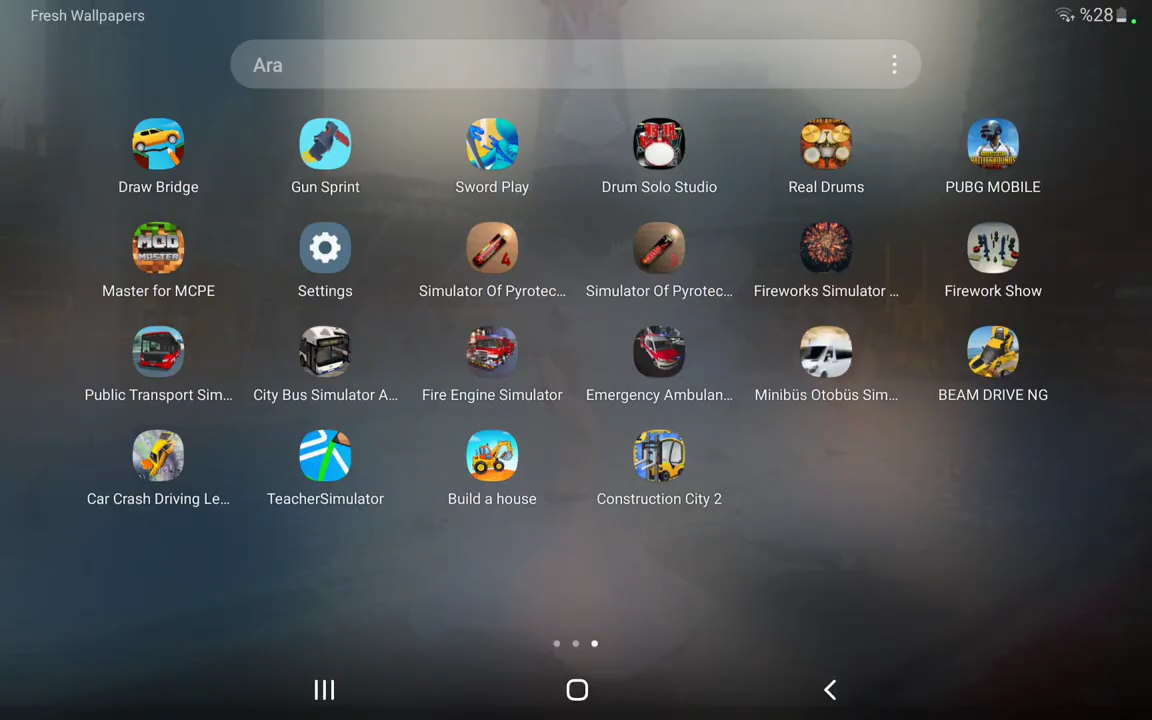 Fresh Wallpapers
%28
Ara
Draw Bridge
Gun Sprint
Sword Play
Drum Solo Studio
Real Drums
PUBG MOBILE
MOD
MASTER
Master for MCPE
Settings
Simulator Of Pyrotec...
Simulator Of Pyrotec...
Fireworks Simulator ...
Firework Show
Public Transport Sim...
City Bus Simulator A...
Fire Engine Simulator
Emergency Ambulan...
Minibüs Otobüs Sim...
BEAM DRIVE NG
Car Crash Driving Le...
TeacherSimulator
Build a house
Construction City 2